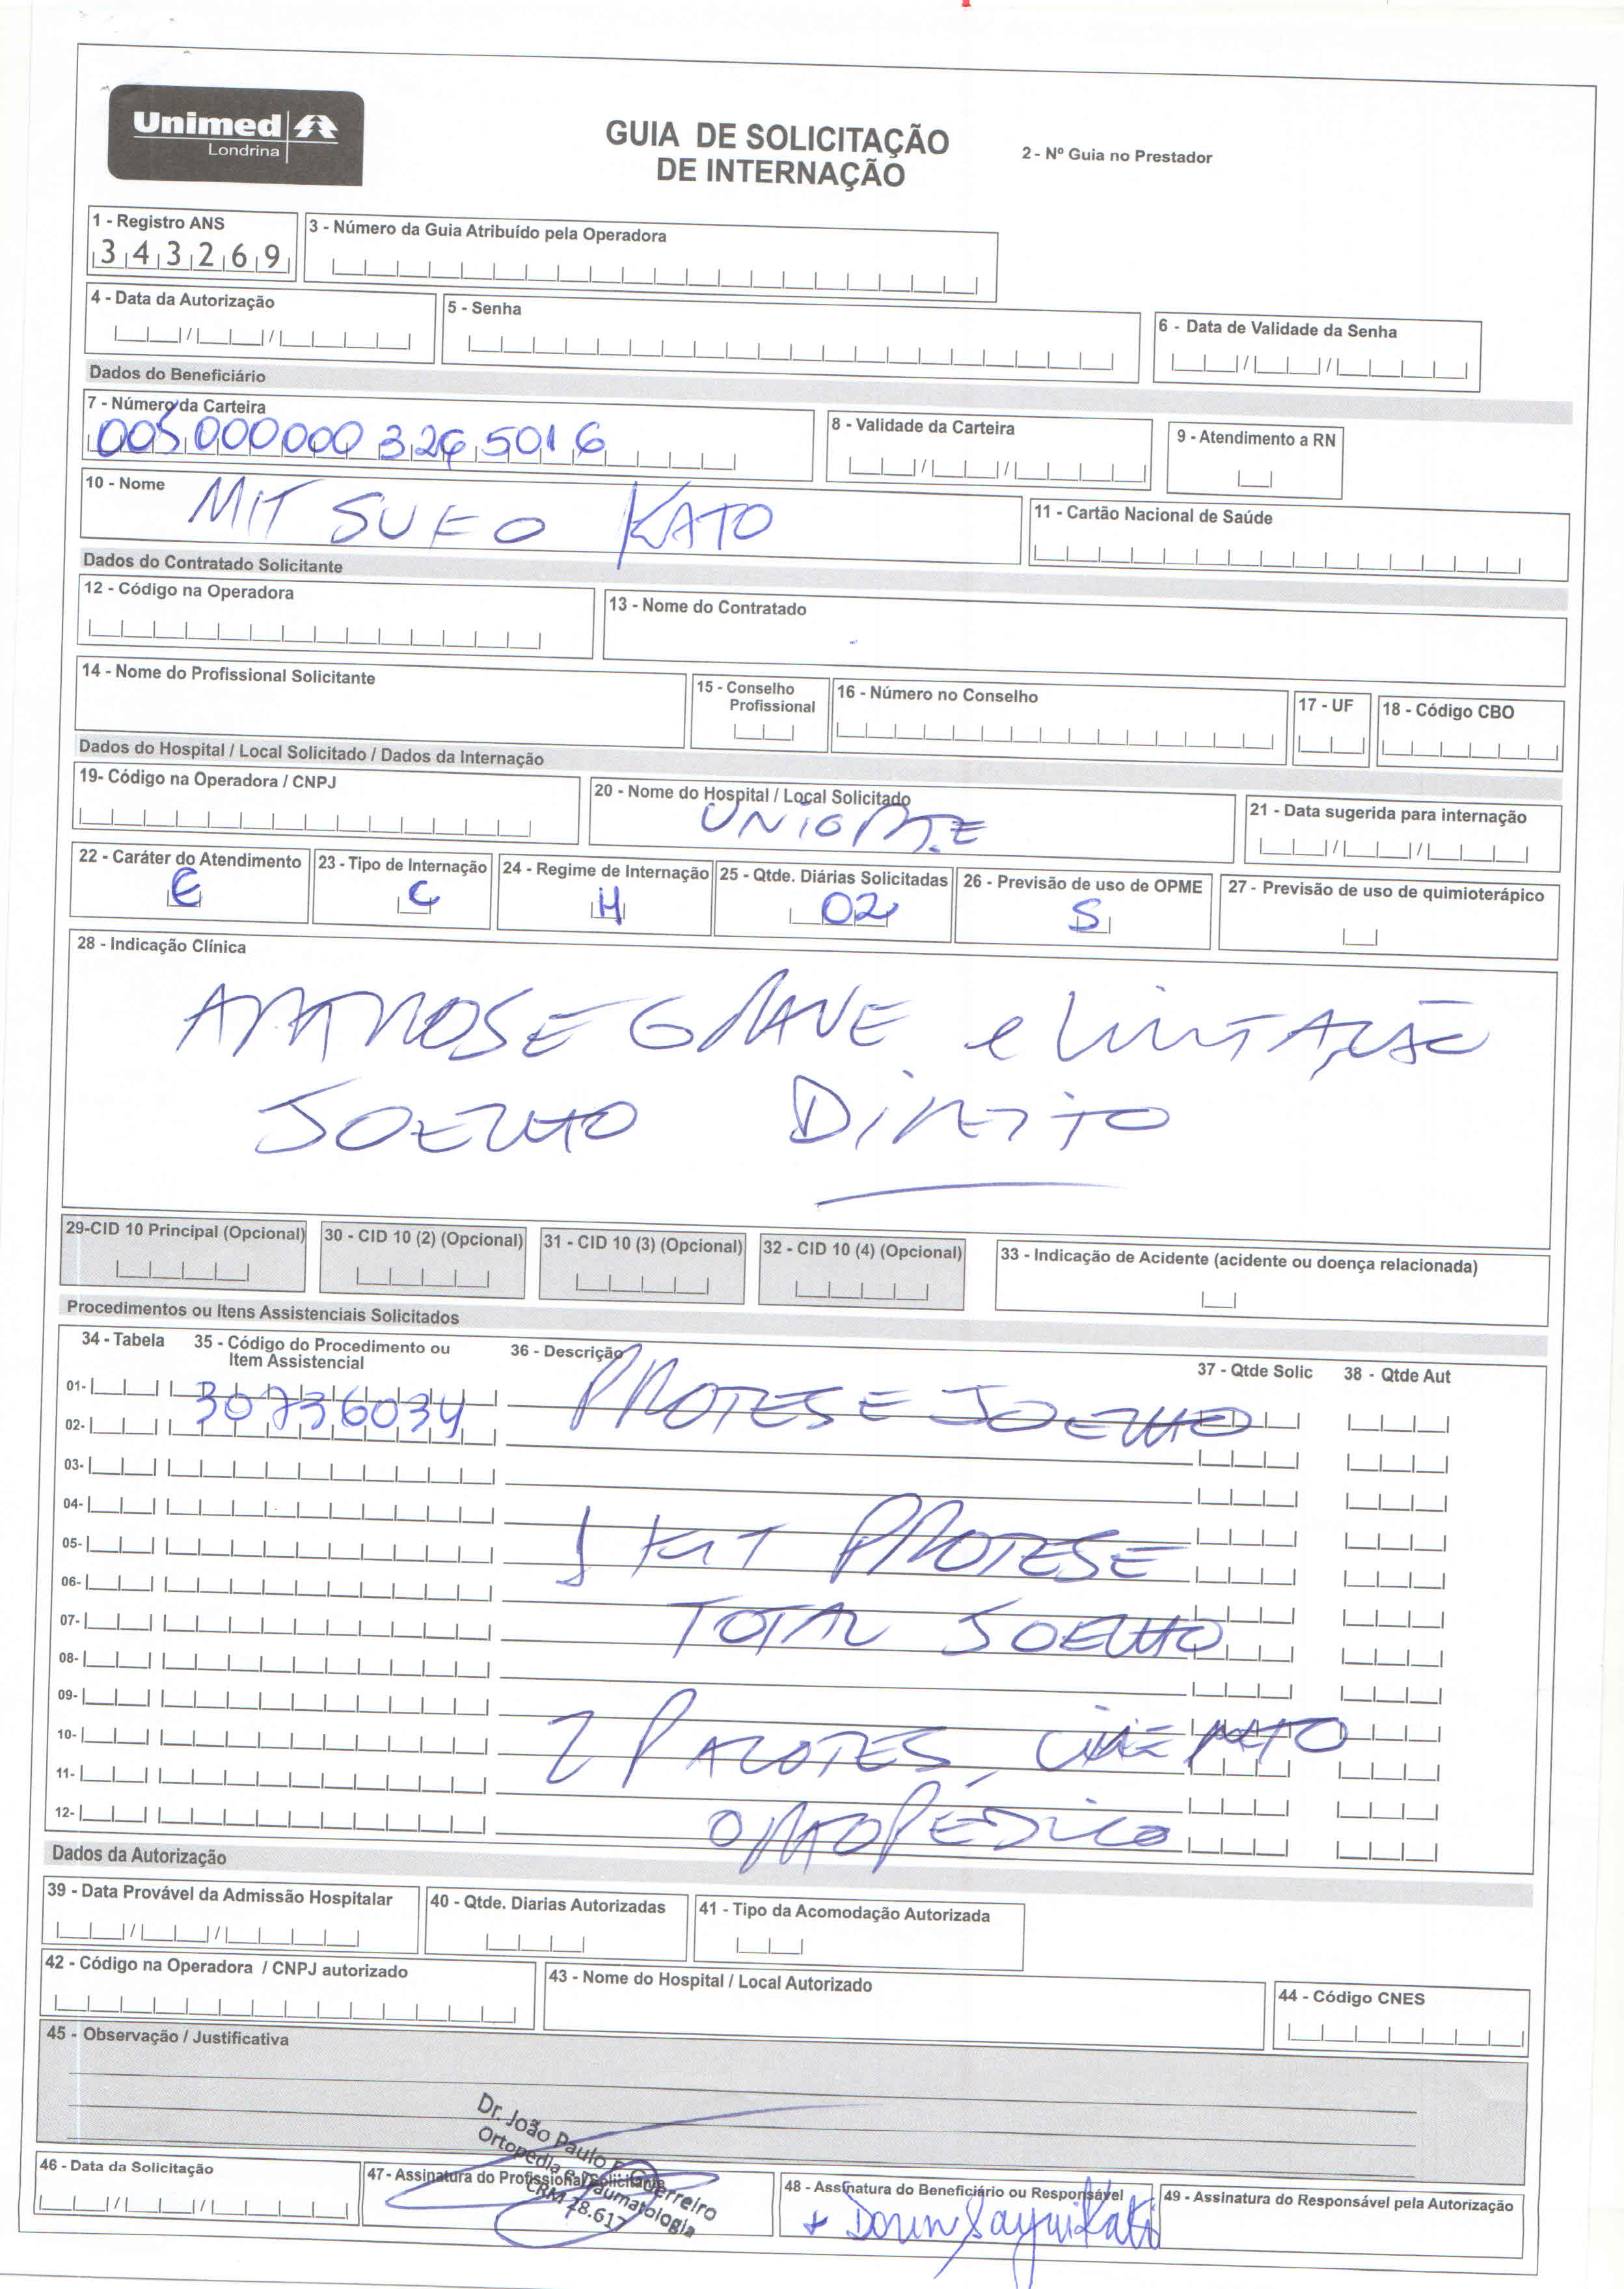 Unimed
Londrina
GUIA DE SOLICITAÇÃO
DE INTERNAÇÃO
2 - Nº Guia no Prestador
1 - Registro ANS
343269
3 - Número da Guia Atribuído pela Operadora
4 - Data da Autorização
5 - Senha
6 - Data de Validade da Senha
Dados do Beneficiário
7 - Número da Carteira
8 - Validade da Carteira
9 - Atendimento a RN
005 000000 326 5016
10 - Nome
MITSUEO KATO
11 - Cartão Nacional de Saúde
Dados do Contratado Solicitante
12 - Código na Operadora
13 - Nome do Contratado
14 - Nome do Profissional Solicitante
15 - Conselho
Profissional
16 - Número no Conselho
17 - UF
18 - Código CBO
Dados do Hospital / Local Solicitado / Dados da Internação
19- Código na Operadora / CNPJ
20 - Nome do Hospital / Local Solicitado
UNIORTE
21 - Data sugerida para internação
22 - Caráter do Atendimento
E
23 - Tipo de Internação
C
24 - Regime de Internação
H
25 - Qtde. Diárias Solicitadas
02
26 - Previsão de uso de OPME
S
27 - Previsão de uso de quimioterápico
28 - Indicação Clínica
ARTROSE GRAVE e LIMITAÇÃO
JOELHO DIREITO
29-CID 10 Principal (Opcional)
30 - CID 10 (2) (Opcional)
31 - CID 10 (3) (Opcional)
32 - CID 10 (4) (Opcional)
33 - Indicação de Acidente (acidente ou doença relacionada)
Procedimentos ou Itens Assistenciais Solicitados
34 - Tabela
35 - Código do Procedimento ou
Item Assistencial
36 - Descrição
37 - Qtde Solic
38 - Qtde Aut
01-
30736034 PROTESE JOELHO
02-
03-
04-
05-
1 KIT PROTESE
06-
07-
TOTAL JOELHO
08-
09-
10-
2 PACOTES CIMENTO
11-
12-
ORTOPÉDICO
Dados da Autorização
39 - Data Provável da Admissão Hospitalar
40 - Qtde. Diarias Autorizadas
41 - Tipo da Acomodação Autorizada
42 - Código na Operadora / CNPJ autorizado
43 - Nome do Hospital / Local Autorizado
44 - Código CNES
45 - Observação / Justificativa
46 - Data da Solicitação
47 - Assinatura do Profissional Solicitante
Dr. João Paulo F. Guerreiro
Ortopedia e Traumatologia
CRM 18.617
48 - Assinatura do Beneficiário ou Responsável
49 - Assinatura do Responsável pela Autorização